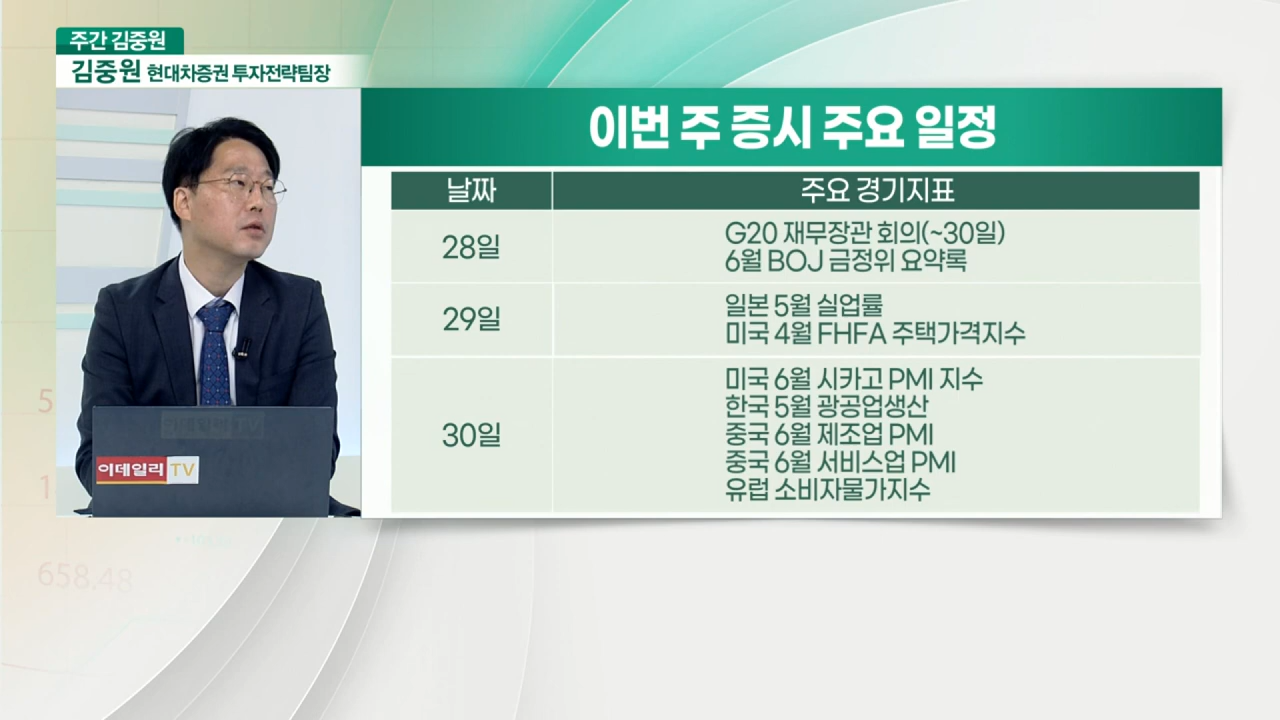 주간 김중원
김중원 현대차증권 투자전략팀장
이번 주 증시 주요 일정
날짜 주요 경기지표
28일 G20 재무장관 회의(~30일)
6월 BOJ 금정위 요약록
29일 일본 5월 실업률
미국 4월 FHFA 주택가격지수
30일 미국 6월 시카고 PMI 지수
한국 5월 광공업생산
중국 6월 제조업 PMI
중국 6월 서비스업 PMI
유럽 소비자물가지수
이데일리 TV
658.48